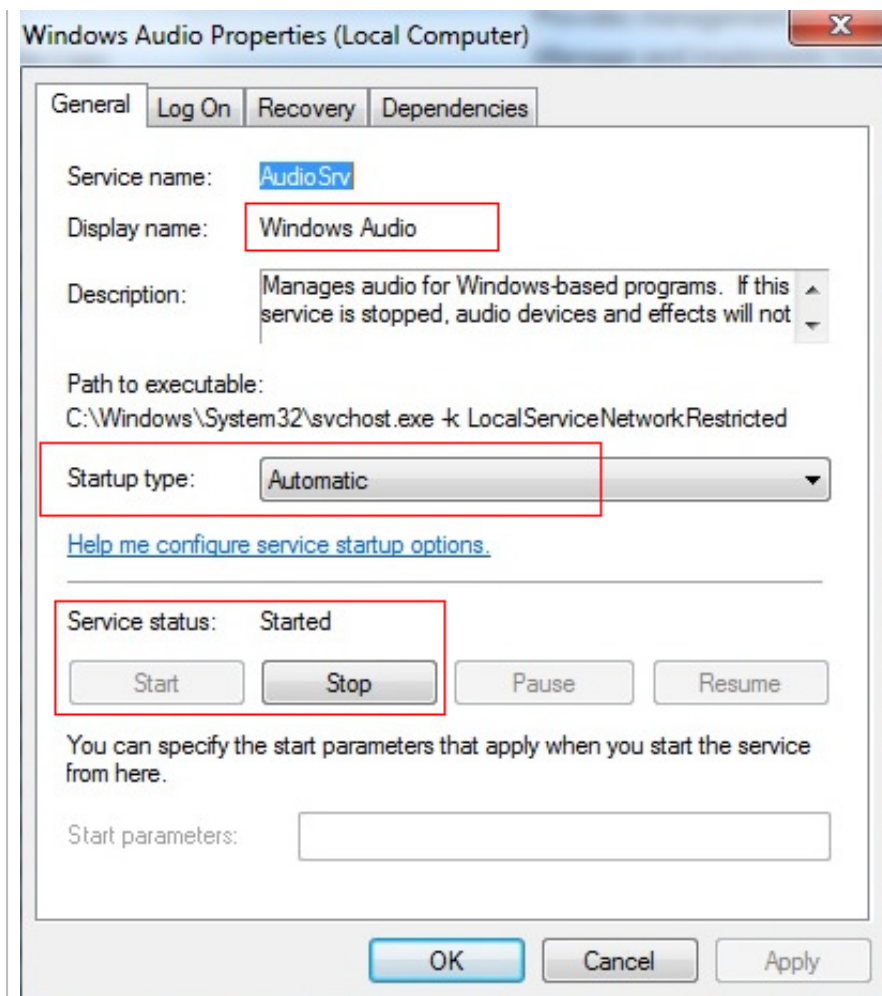 Windows Audio Properties (Local Computer)
General Log On Recovery Dependencies
Service name: AudioSrv
Display name: Windows Audio
Description: Manages audio for Windows-based programs. If this
service is stopped, audio devices and effects will not
Path to executable:
C:\Windows\System32\svchost.exe -k LocalServiceNetworkRestricted
Startup type: Automatic
Help me configure service startup options.
Service status: Started
Start Stop Pause Resume
You can specify the start parameters that apply when you start the service
from here.
Start parameters:
OK Cancel Apply